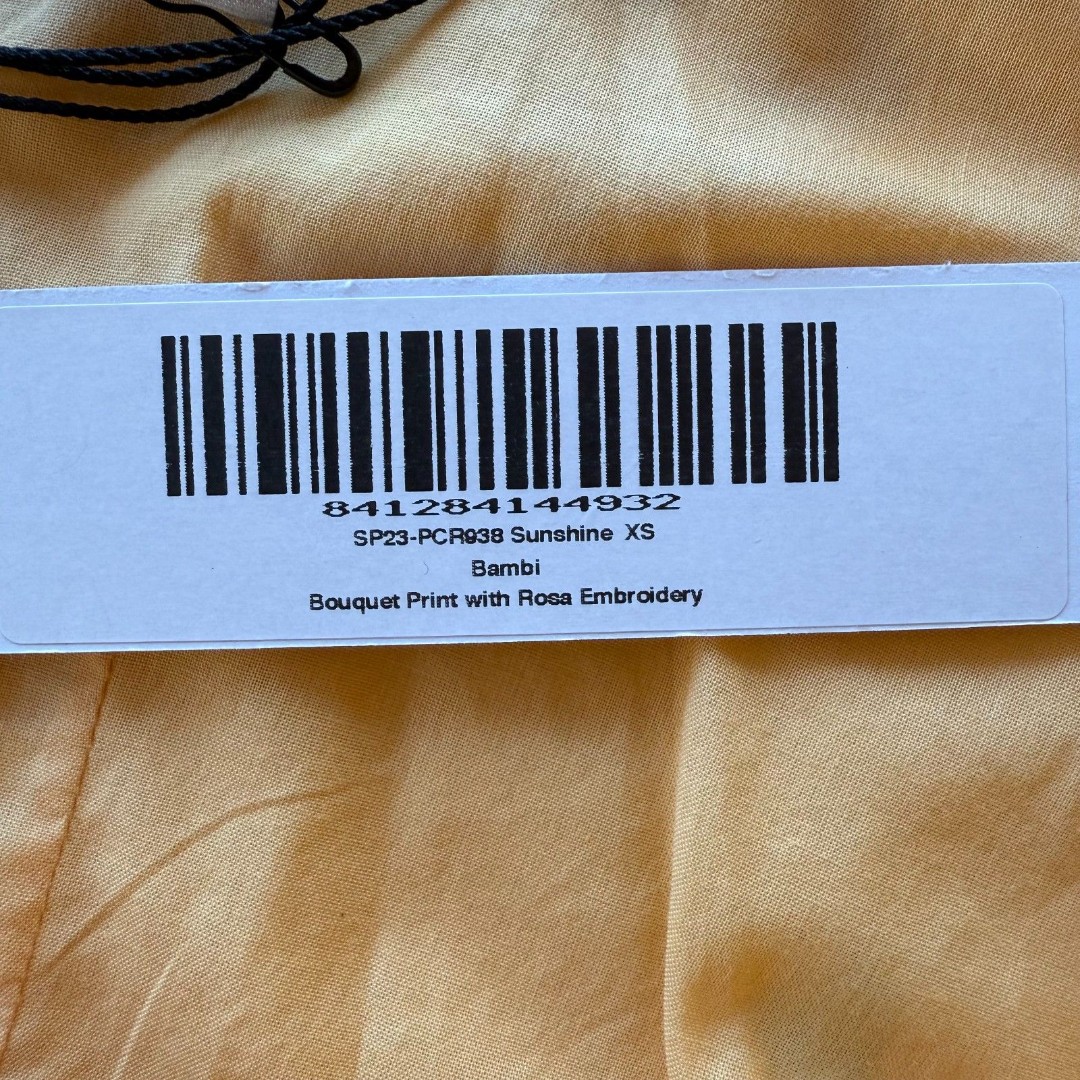 841284144932
SP23-PCR938 Sunshine XS
Bambi
Bouquet Print with Rosa Embroidery